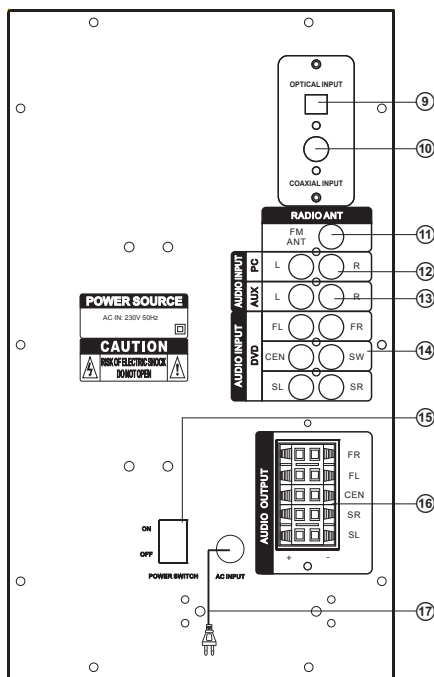 OPTICAL INPUT
9
10
COAXIAL INPUT
RADIO ANT
FM
ANT
11
AUDIO INPUT
PC
L
R
12
AUX
L
R
13
AUDIO INPUT
DVD
FL
FR
CEN
SW
14
SL
SR
POWER SOURCE
AC IN: 230V 50Hz
CAUTION
RISK OF ELECTRIC SHOCK
DO NOT OPEN
15
AUDIO OUTPUT
FR
FL
CEN
16
SR
SL
+ -
ON
OFF
POWER SWITCH
AC INPUT
17